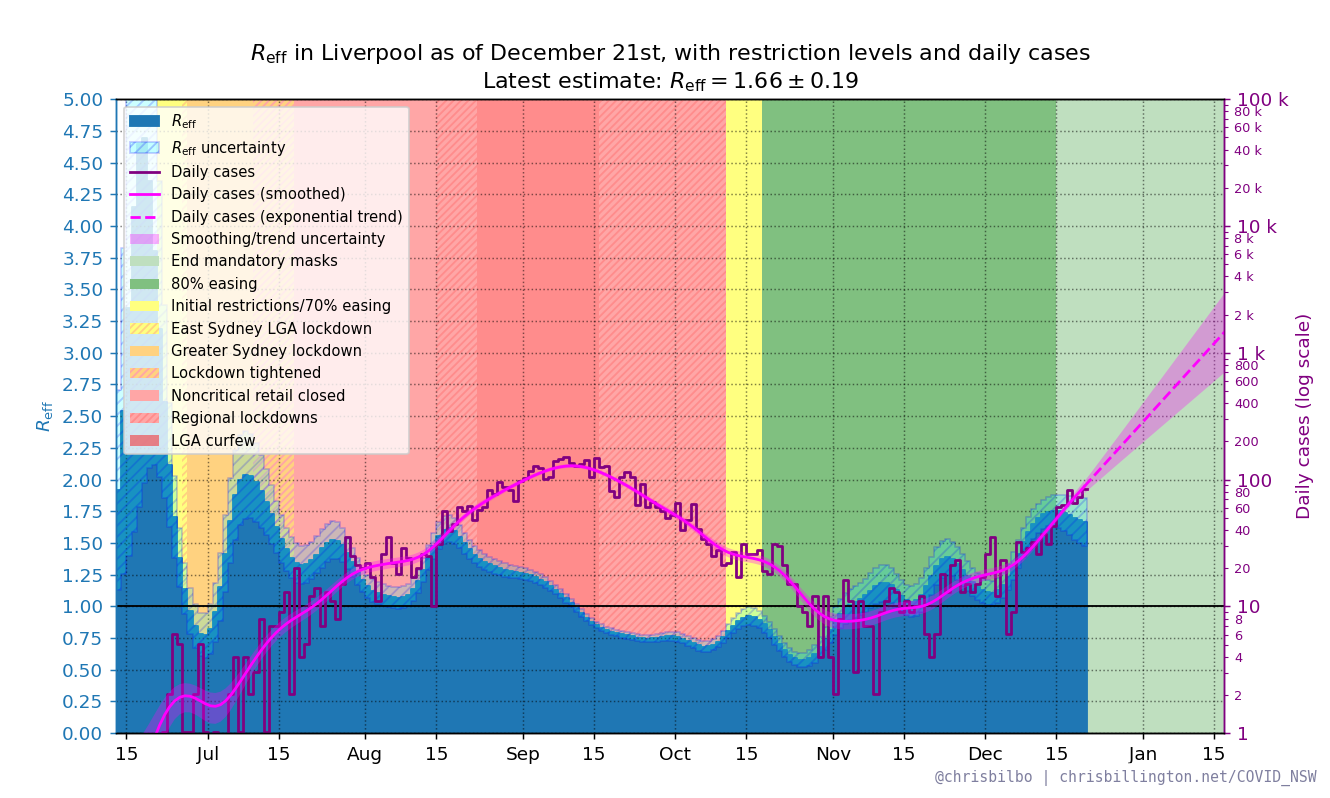 Reff in Liverpool as of December 21st, with restriction levels and daily cases
Latest estimate: Reff = 1.66 ± 0.19
5.00
4.75
4.50
4.25
4.00
3.75
3.50
3.25
3.00
2.75
2.50
2.25
2.00
1.75
1.50
1.25
1.00
0.75
0.50
0.25
0.00
Reff
Reff
Reff uncertainty
Daily cases
Daily cases (smoothed)
Daily cases (exponential trend)
Smoothing/trend uncertainty
End mandatory masks
80% easing
Initial restrictions/70% easing
East Sydney LGA lockdown
Greater Sydney lockdown
Lockdown tightened
Noncritical retail closed
Regional lockdowns
LGA curfew
100 k
80 k
60 k
40 k
20 k
10 k
8 k
6 k
4 k
2 k
1 k
800
600
400
200
100
80
60
40
20
10
8
6
4
2
1
Daily cases (log scale)
15 Jul 15 Aug 15 Sep 15 Oct 15 Nov 15 Dec 15 Jan 15
@chrisbilbo | chrisbillington.net/COVID_NSW